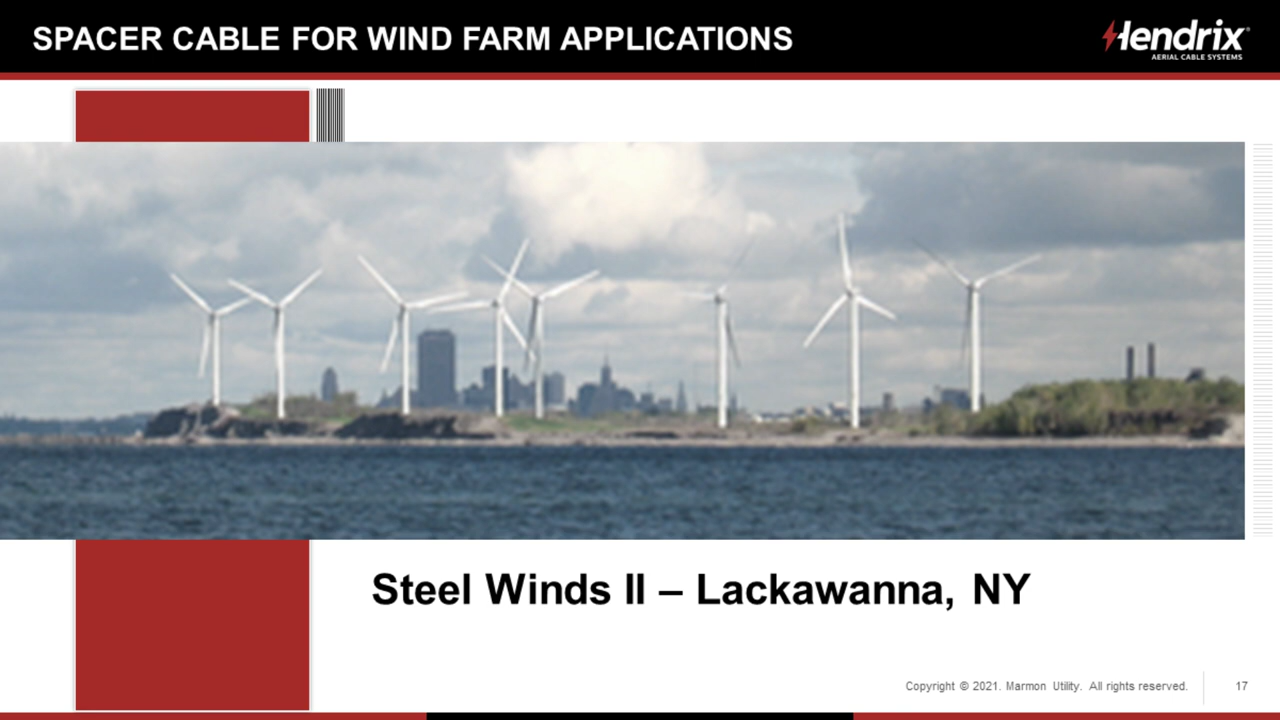 SPACER CABLE FOR WIND FARM APPLICATIONS
Hendrix®
AERIAL CABLE SYSTEMS
Steel Winds II – Lackawanna, NY
Copyright © 2021. Marmon Utility. All rights reserved.
17